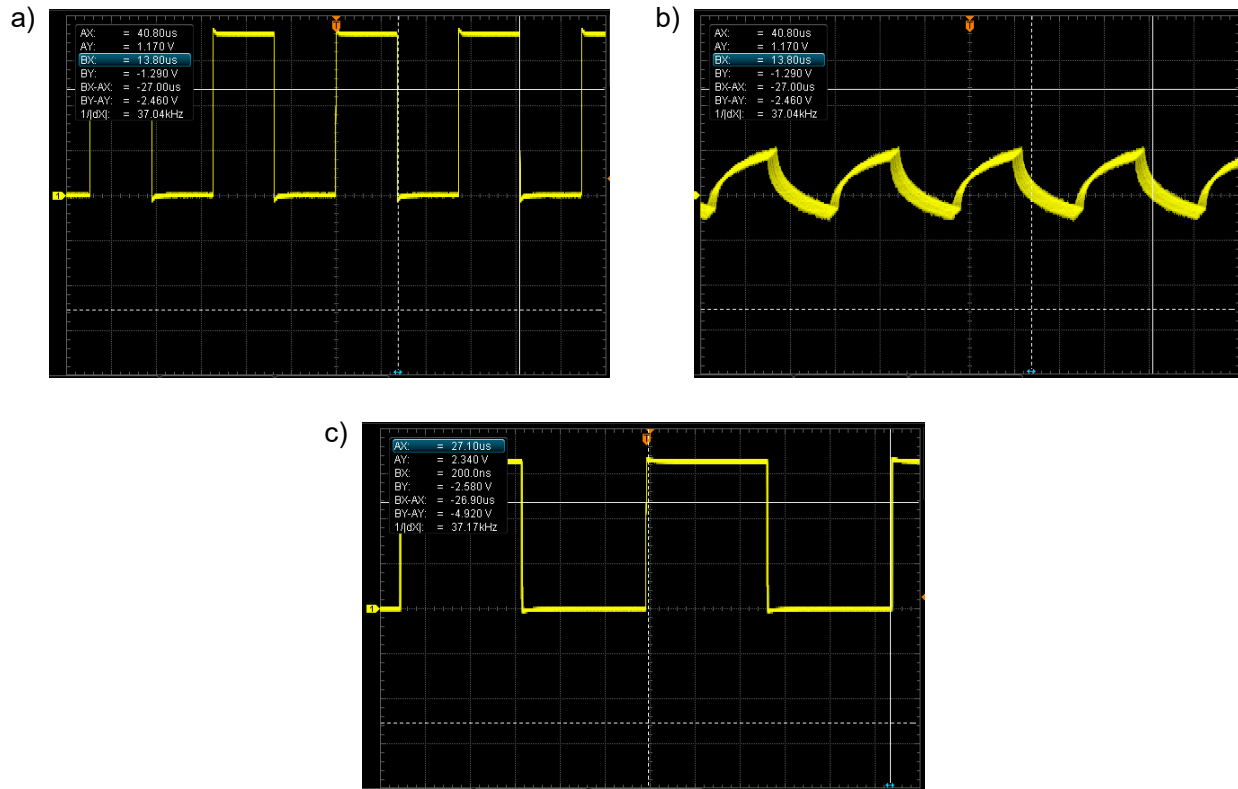 a)
AX: = 40.80us
AY: = 1.170 V
BX: = 13.80us
BY: = -1.290 V
BX-AX: = -27.00us
BY-AY: = -2.460 V
1/|dX|: = 37.04kHz
T
1
b)
AX: = 40.80us
AY: = 1.170 V
BX: = 13.80us
BY: = -1.290 V
BX-AX: = -27.00us
BY-AY: = -2.460 V
1/|dX|: = 37.04kHz
T
c)
AX: = 27.10us
AY: = 2.340 V
BX: = 200.0ns
BY: = -2.580 V
BX-AX: = -26.90us
BY-AY: = -4.920 V
1/|dX|: = 37.17kHz
T
1